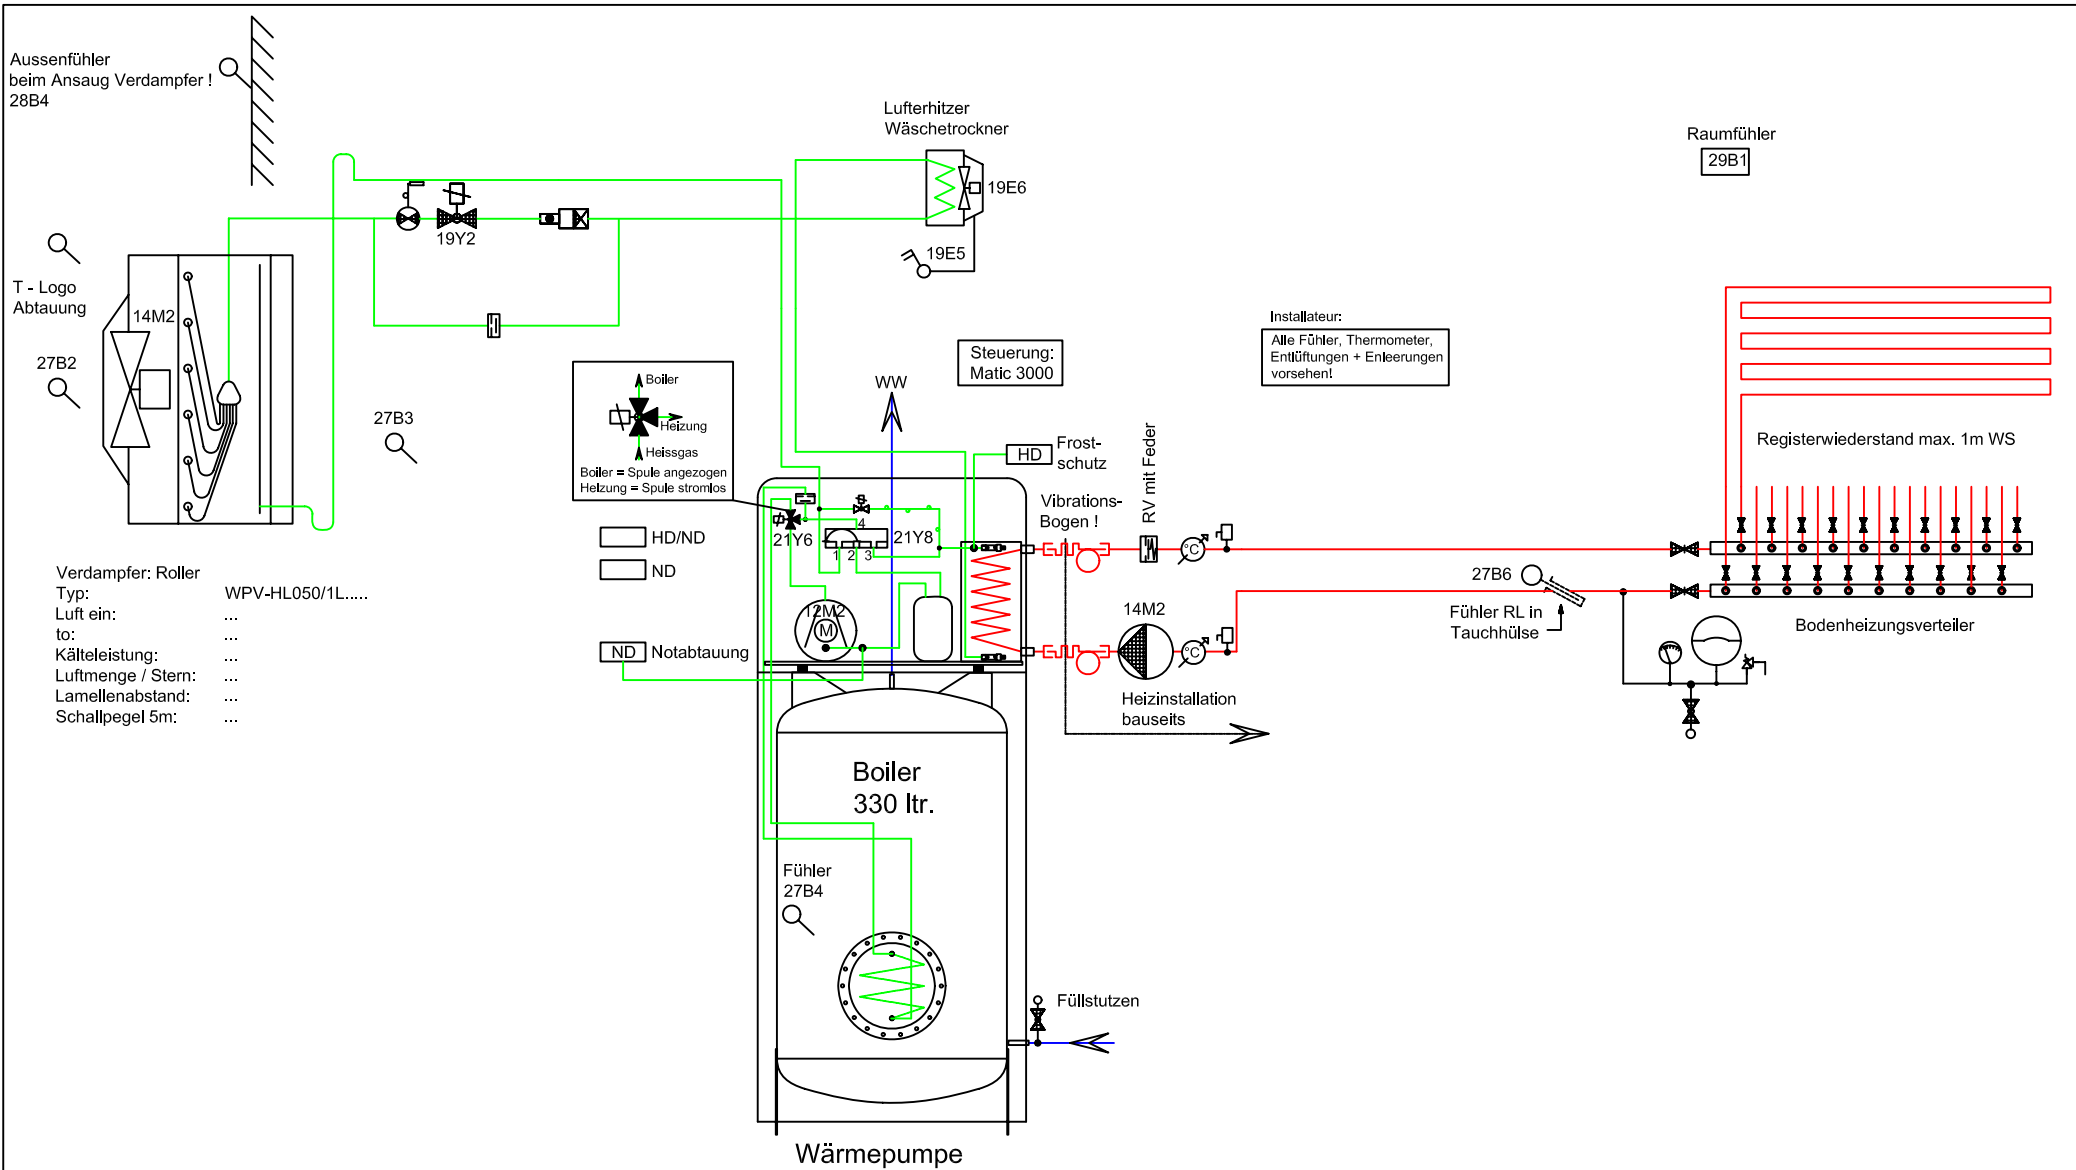 Aussenfühler
beim Ansaug Verdampfer !
28B4
Lufterhitzer
Wäschetrockner
19E6
19E5
Raumfühler
29B1
19Y2
T - Logo
Abtauung
14M2
27B2
27B3
Installateur:
Alle Fühler, Thermometer,
Entlüftungen + Enleerungen
vorsehen!
Steuerung:
Matic 3000
Boiler
Heizung
Heissgas
Boiler = Spule angezogen
Heizung = Spule stromlos
WW
HD
Frost-
schutz
Vibrations-
Bogen !
RV mit Feder
Registerwiederstand max. 1m WS
HD/ND
ND
ND
Notabtauung
21Y6
4
21Y8
1
2
3
12M2
M
°C
14M2
°C
Heizinstallation
bauseits
27B6
Fühler RL in
Tauchhülse
Bodenheizungsverteiler
Verdampfer: Roller
Typ: WPV-HL050/1L.....
Luft ein: ...
to: ...
Kälteleistung: ...
Luftmenge / Stern: ...
Lamellenabstand: ...
Schallpegel 5m: ...
Boiler
330 ltr.
Fühler
27B4
Füllstutzen
Wärmepumpe